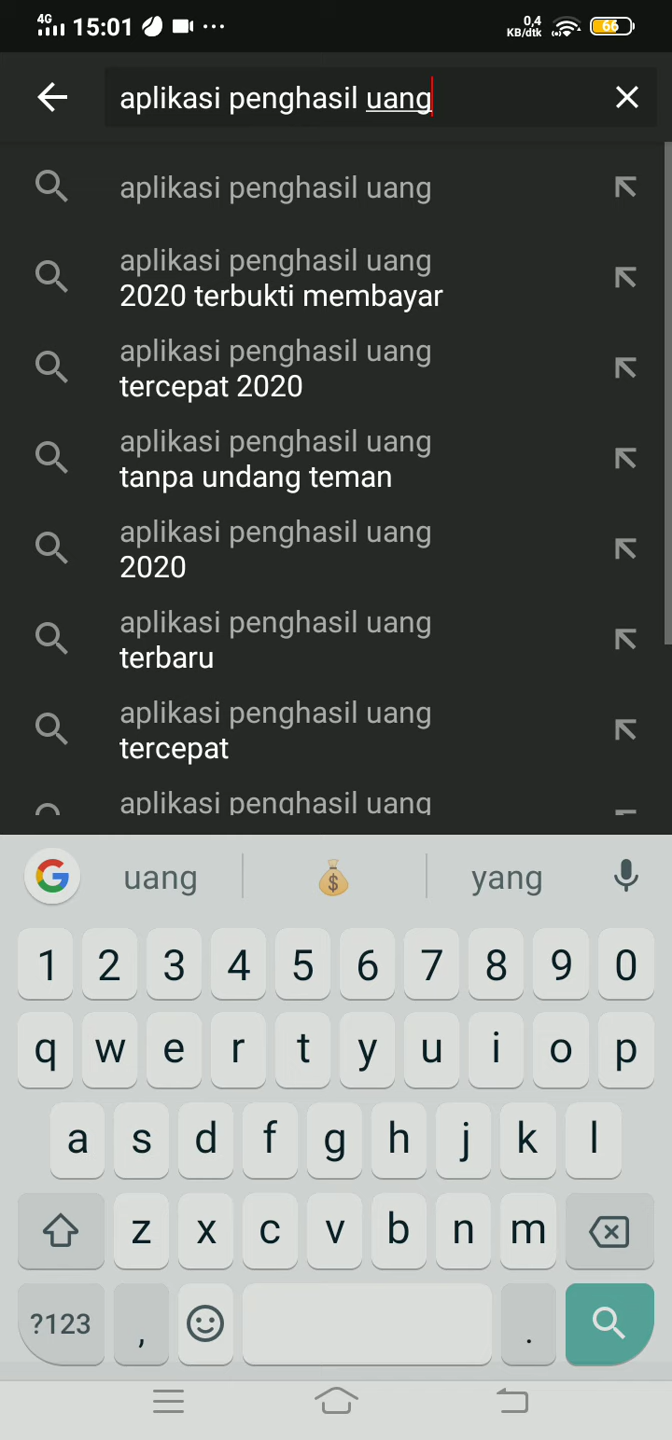 4G 15:01 ... 0,4 KB/dtk 66
aplikasi penghasil uang
aplikasi penghasil uang
aplikasi penghasil uang
2020 terbukti membayar
aplikasi penghasil uang
tercepat 2020
aplikasi penghasil uang
tanpa undang teman
aplikasi penghasil uang
2020
aplikasi penghasil uang
terbaru
aplikasi penghasil uang
tercepat
aplikasi penghasil uang
G uang yang
1 2 3 4 5 6 7 8 9 0
q w e r t y u i o p
a s d f g h j k l
z x c v b n m
?123 , .